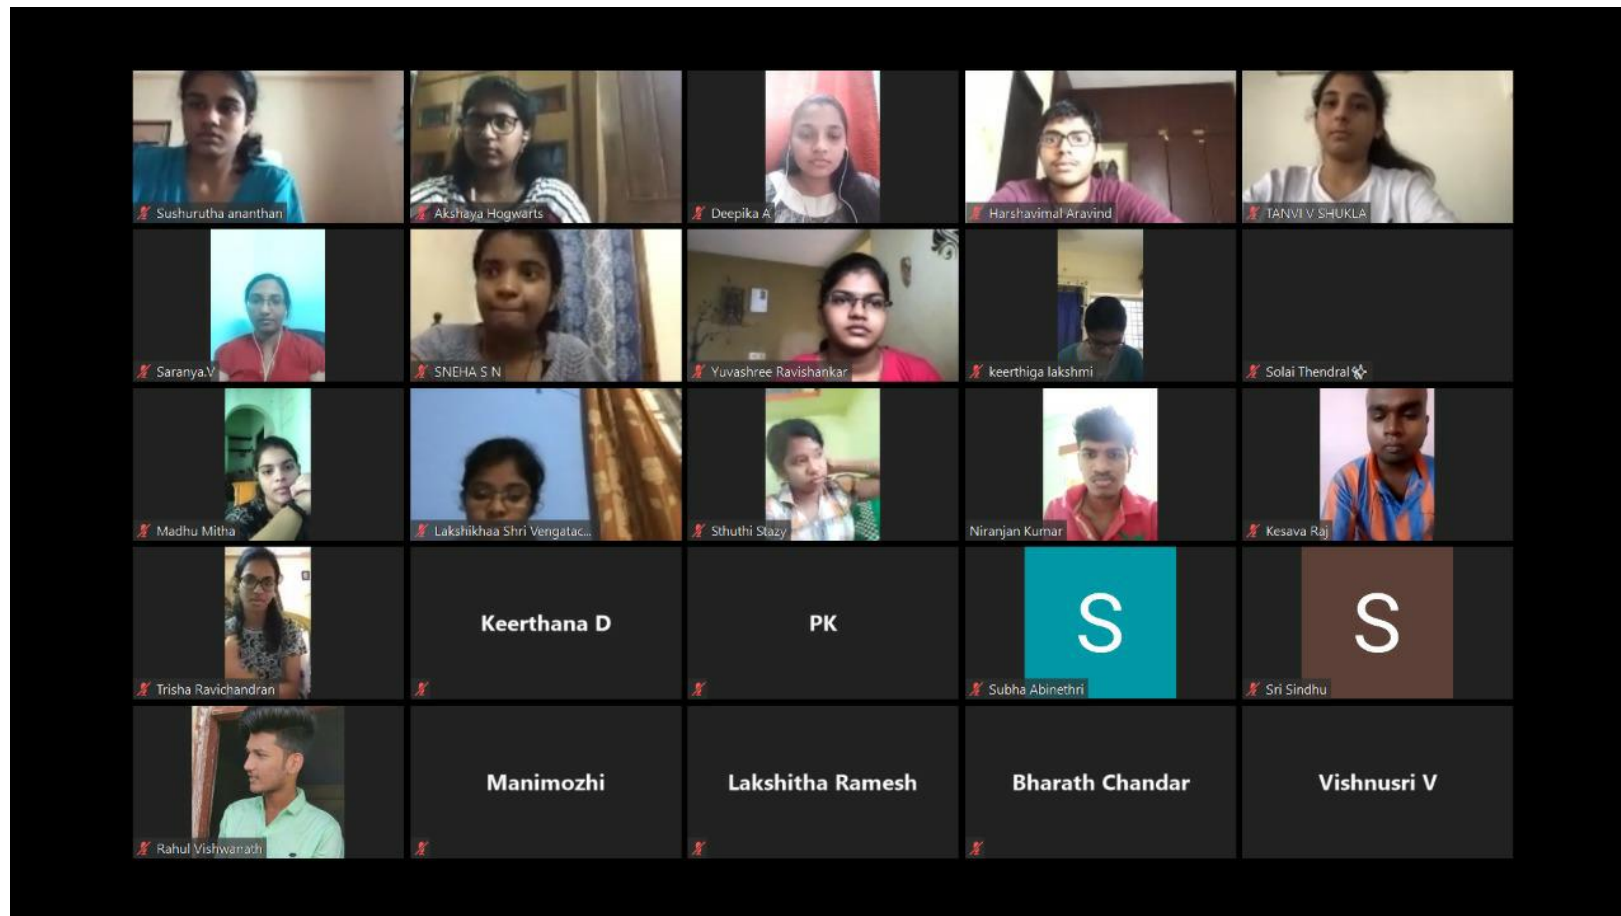 Sushurutha ananthan
Akshaya Hogwarts
Deepika A
Harshavimal Aravind
TANVI V SHUKLA
Saranya.V
SNEHA S N
Yuvashree Ravishankar
keerthiga lakshmi
Solai Thendral
Madhu Mitha
Lakshikhaa Shri Vengatac...
Sthuthi Stazy
Niranjan Kumar
Kesava Raj
Trisha Ravichandran
Keerthana D
PK
S
Subha Abinethri
S
Sri Sindhu
Rahul Vishwanath
Manimozhi
Lakshitha Ramesh
Bharath Chandar
Vishnusri V